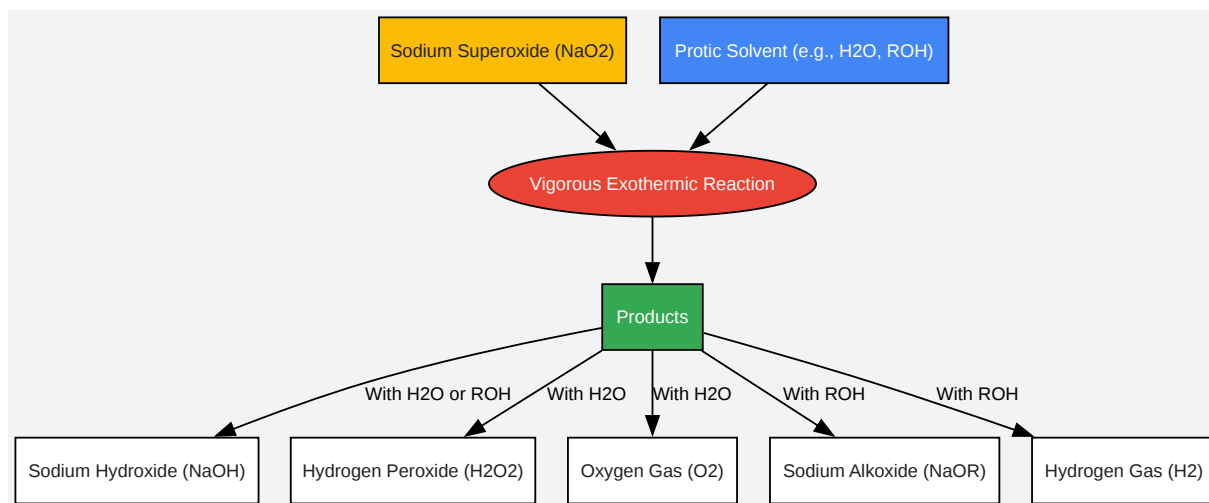 Sodium Superoxide (NaO2)
Protic Solvent (e.g., H2O, ROH)
Vigorous Exothermic Reaction
Products
With H2O or ROH
With H2O
With H2O
With ROH
With ROH
Sodium Hydroxide (NaOH)
Hydrogen Peroxide (H2O2)
Oxygen Gas (O2)
Sodium Alkoxide (NaOR)
Hydrogen Gas (H2)